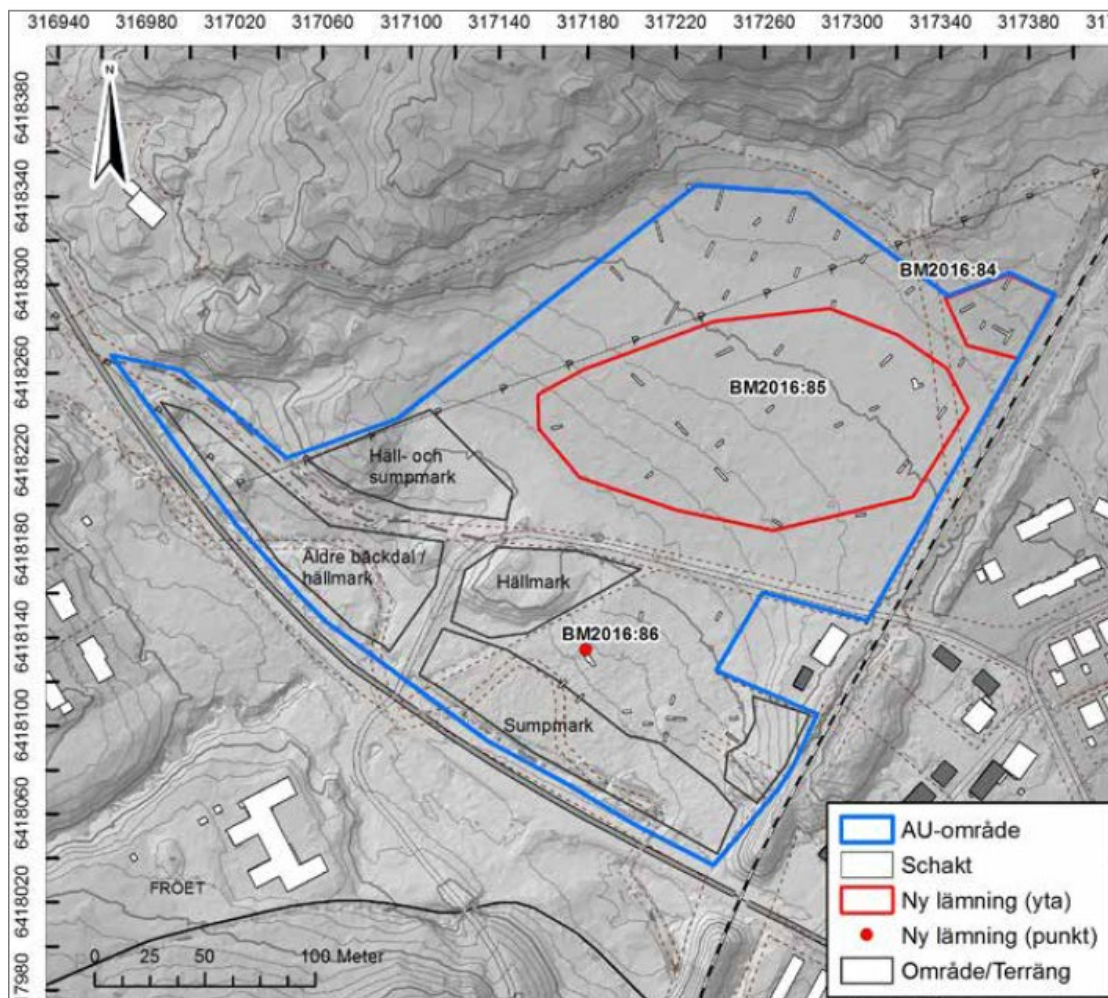 316940 316980 317020 317060 317100 317140 317180 317220 317260 317300 317340 317380
6418380
6418340
6418300
6418260
6418220
6418180
6418140
6418100
6418060
6418020
N
BM2016:84
BM2016:85
Häll- och
sumpmark
Äldre bäckdal /
hällmark
Hällmark
BM2016:86
Sumpmark
FRÖET
0 25 50 100 Meter
AU-område
Schakt
Ny lämning (yta)
Ny lämning (punkt)
Område/Terräng